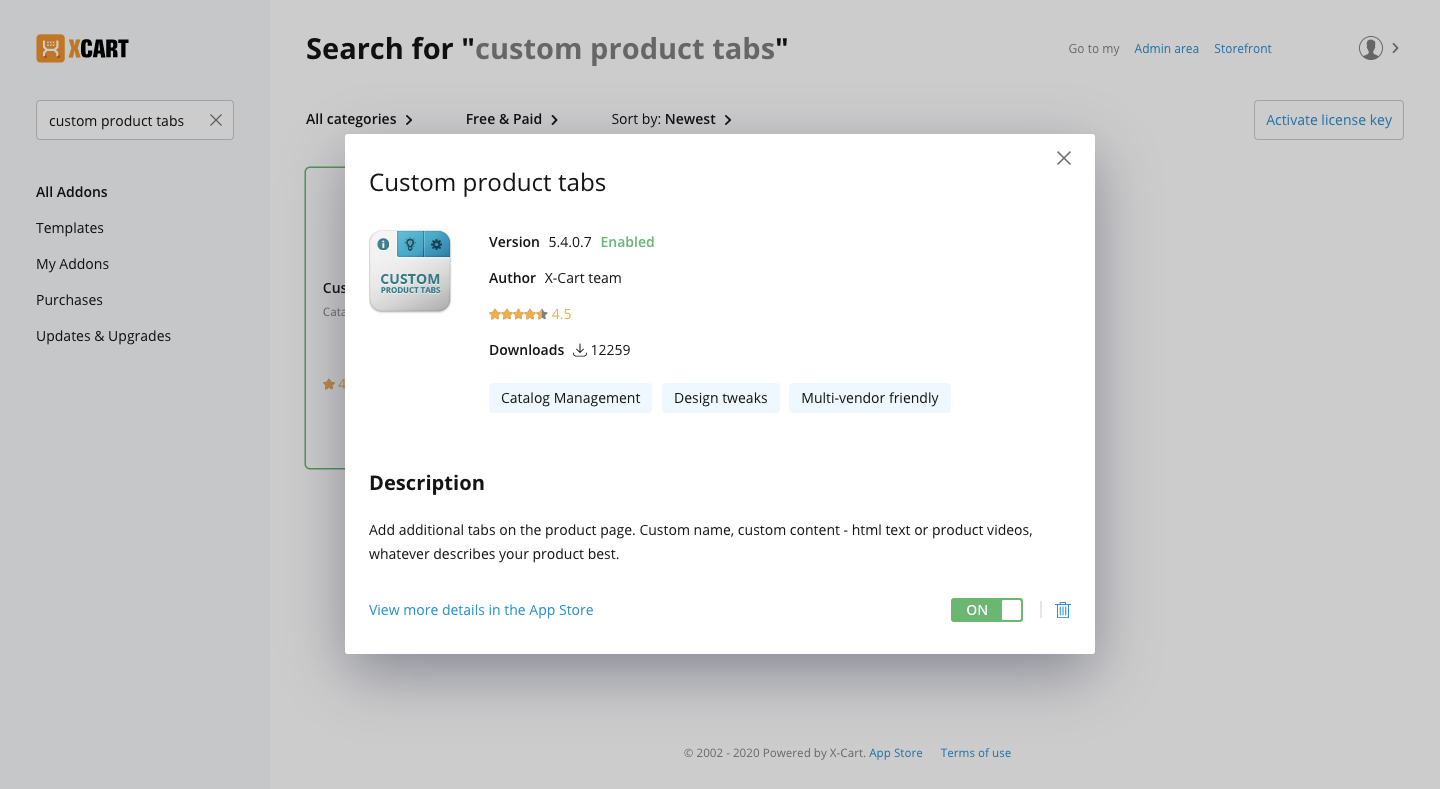 XCART
Search for "custom product tabs"
Go to my Admin area Storefront
custom product tabs
All categories
Free & Paid
Sort by: Newest
Activate license key
All Addons
Templates
My Addons
Purchases
Updates & Upgrades
Custom product tabs
CUSTOM
PRODUCT TABS
Version 5.4.0.7 Enabled
Author X-Cart team
4.5
Downloads 12259
Catalog Management Design tweaks Multi-vendor friendly
Description
Add additional tabs on the product page. Custom name, custom content - html text or product videos,
whatever describes your product best.
View more details in the App Store
ON
© 2002 - 2020 Powered by X-Cart. App Store Terms of use